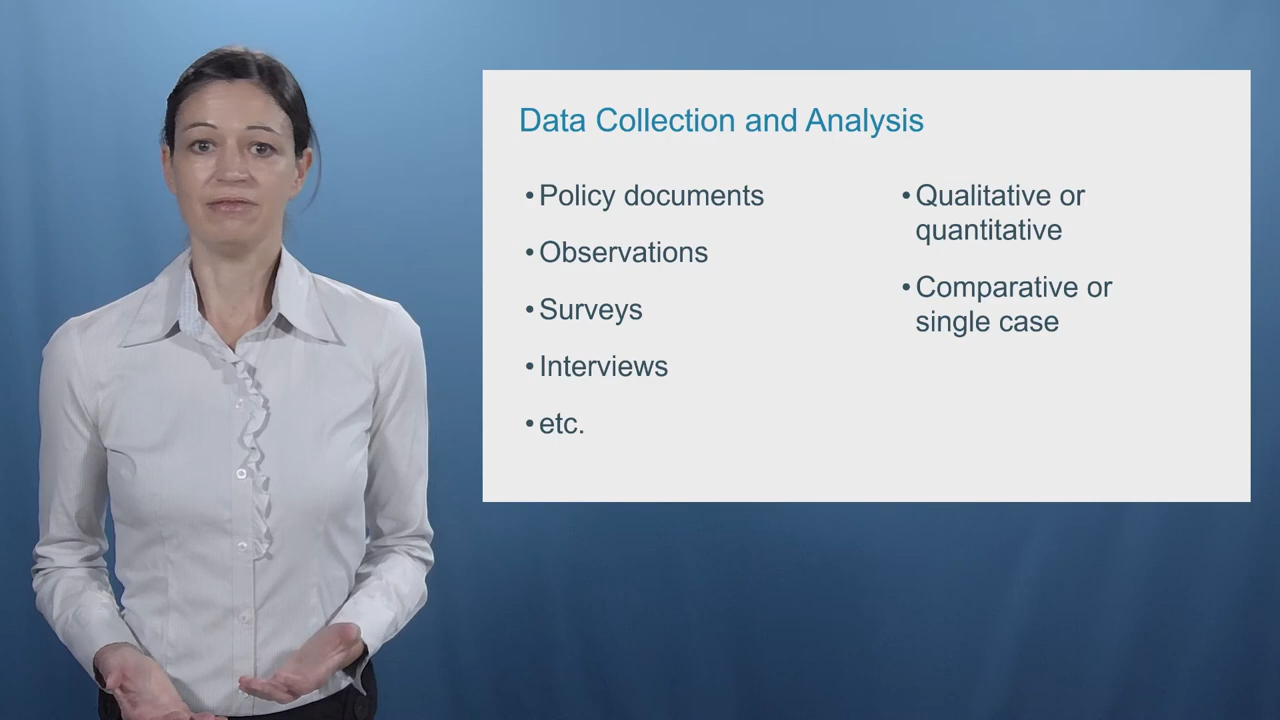 Data Collection and Analysis
• Policy documents
• Observations
• Surveys
• Interviews
• etc.
• Qualitative or
quantitative
• Comparative or
single case